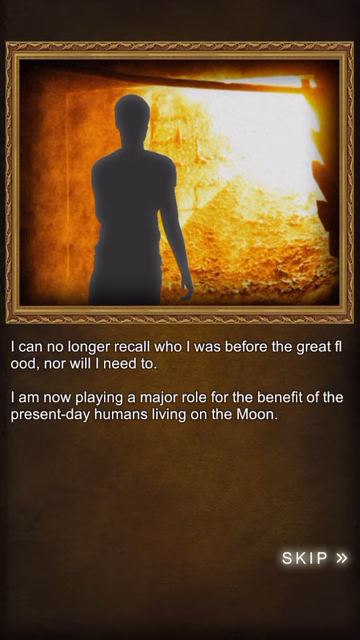 I can no longer recall who I was before the great fl
ood, nor will I need to.
I am now playing a major role for the benefit of the
present-day humans living on the Moon.
SKIP »